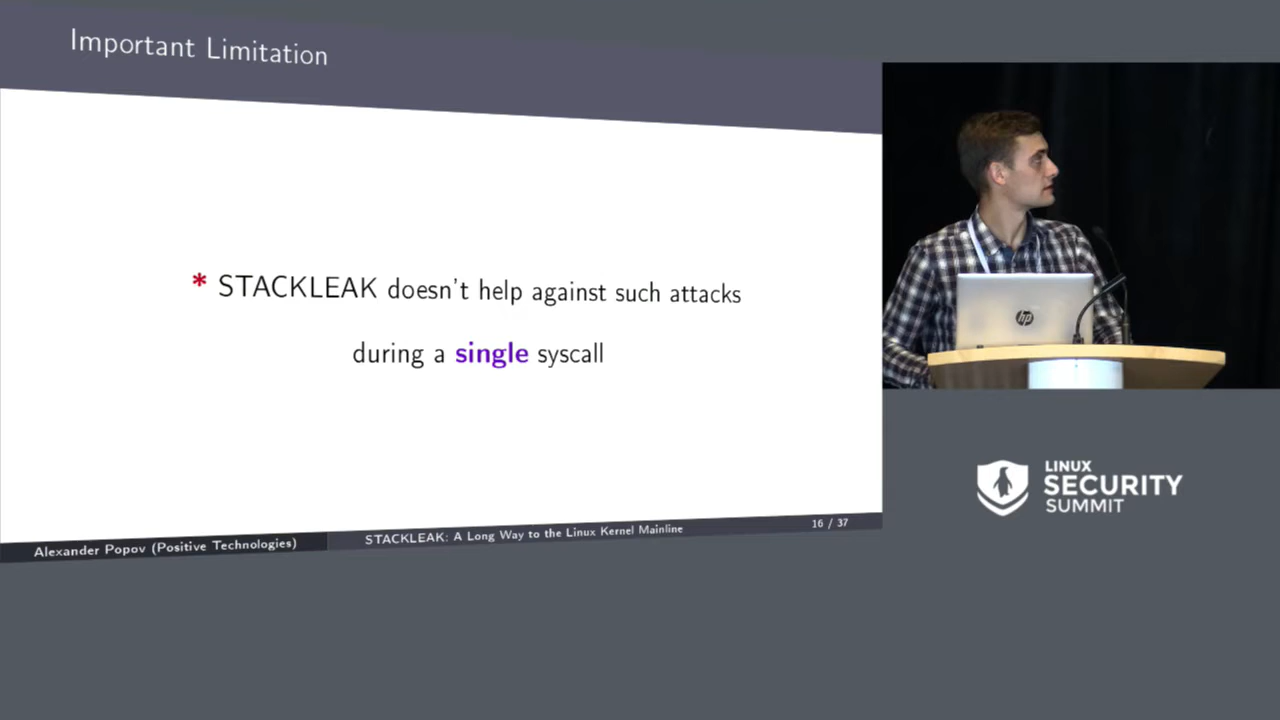 Important Limitation
* STACKLEAK doesn't help against such attacks
during a single syscall
Alexander Popov (Positive Technologies)
STACKLEAK: A Long Way to the Linux Kernel Mainline
16 / 37
hp
LINUX
SECURITY
SUMMIT